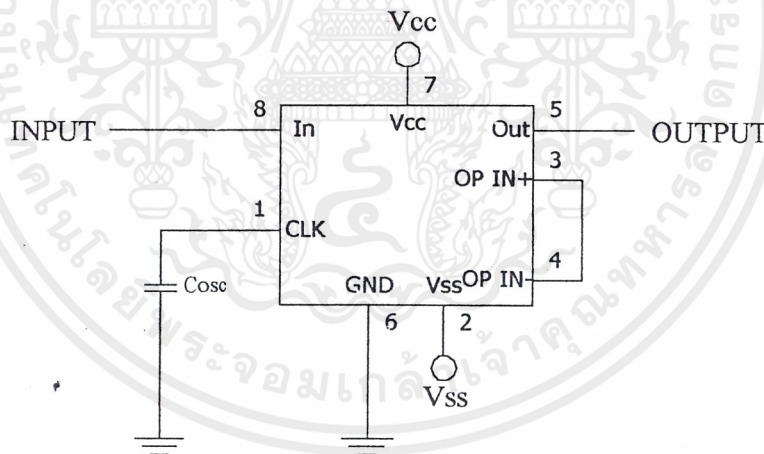 Vcc
7
8
5
INPUT
In
Vcc
Out
OUTPUT
3
OP IN+
1
CLK
4
Cosc
GND
Vss
OP IN-
6
2
Vss